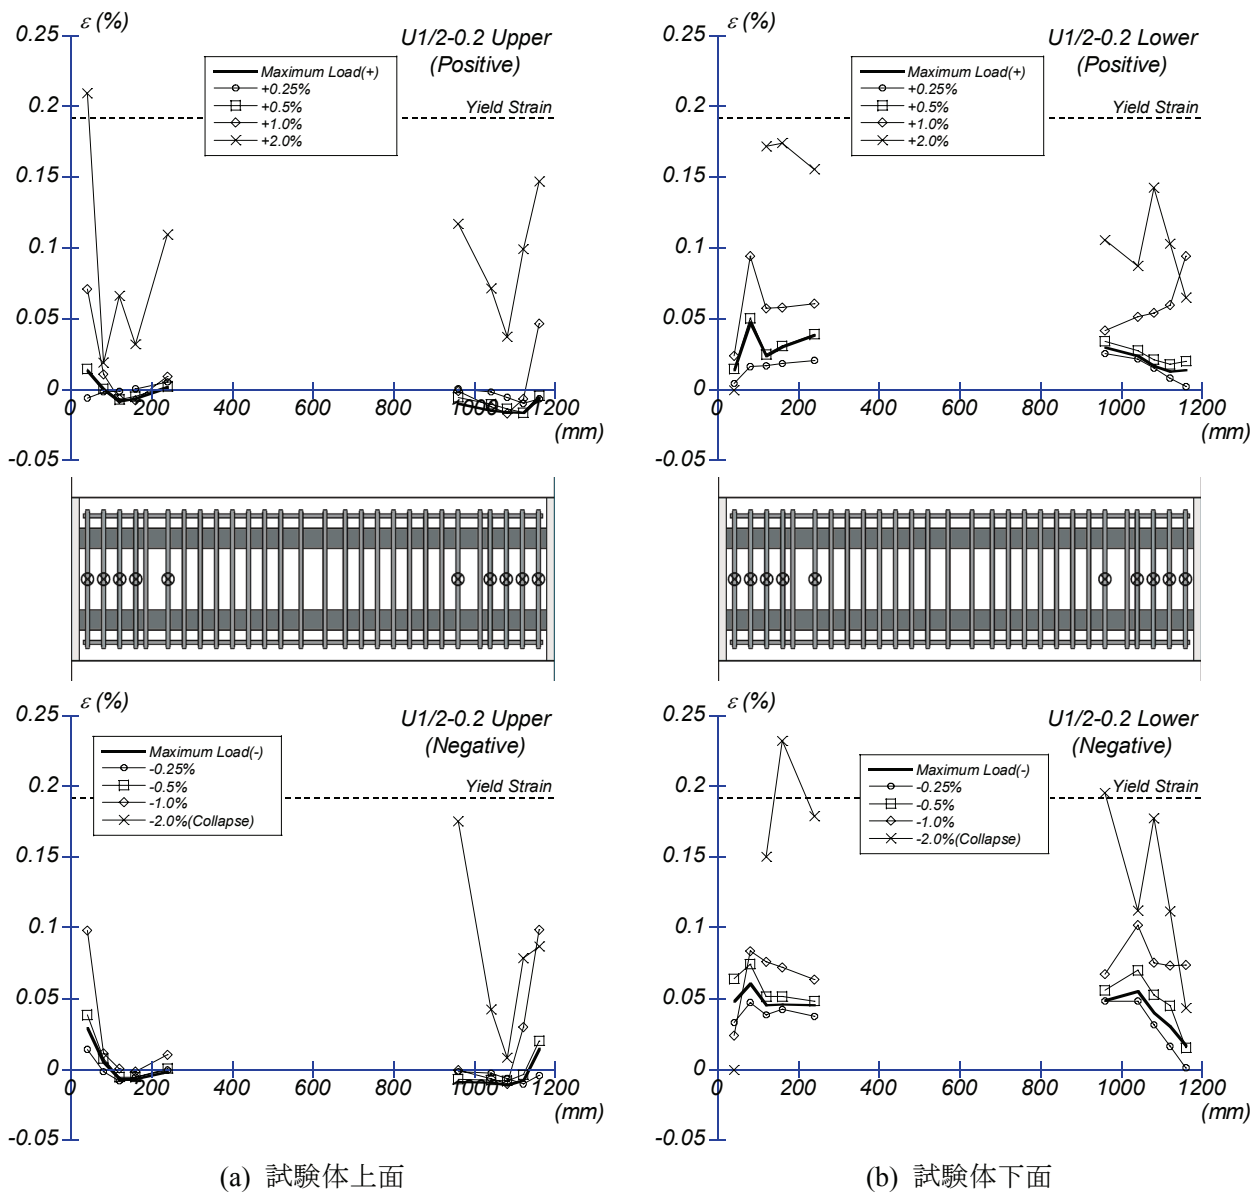 ε (%)
0.25
0.2
0.15
0.1
0.05
0
-0.05
0
200
400
600
800
1000
1200
(mm)
U1/2-0.2 Upper
(Positive)
Maximum Load(+)
+0.25%
+0.5%
+1.0%
+2.0%
Yield Strain
ε (%)
0.25
0.2
0.15
0.1
0.05
0
-0.05
0
200
400
600
800
1000
1200
(mm)
U1/2-0.2 Lower
(Positive)
Maximum Load(+)
+0.25%
+0.5%
+1.0%
+2.0%
Yield Strain
ε (%)
0.25
0.2
0.15
0.1
0.05
0
-0.05
0
200
400
600
800
1000
1200
(mm)
U1/2-0.2 Upper
(Negative)
Maximum Load(-)
-0.25%
-0.5%
-1.0%
-2.0%(Collapse)
Yield Strain
ε (%)
0.25
0.2
0.15
0.1
0.05
0
-0.05
0
200
400
600
800
1000
1200
(mm)
U1/2-0.2 Lower
(Negative)
Maximum Load(-)
-0.25%
-0.5%
-1.0%
-2.0%(Collapse)
Yield Strain
(a) 試験体上面
(b) 試験体下面